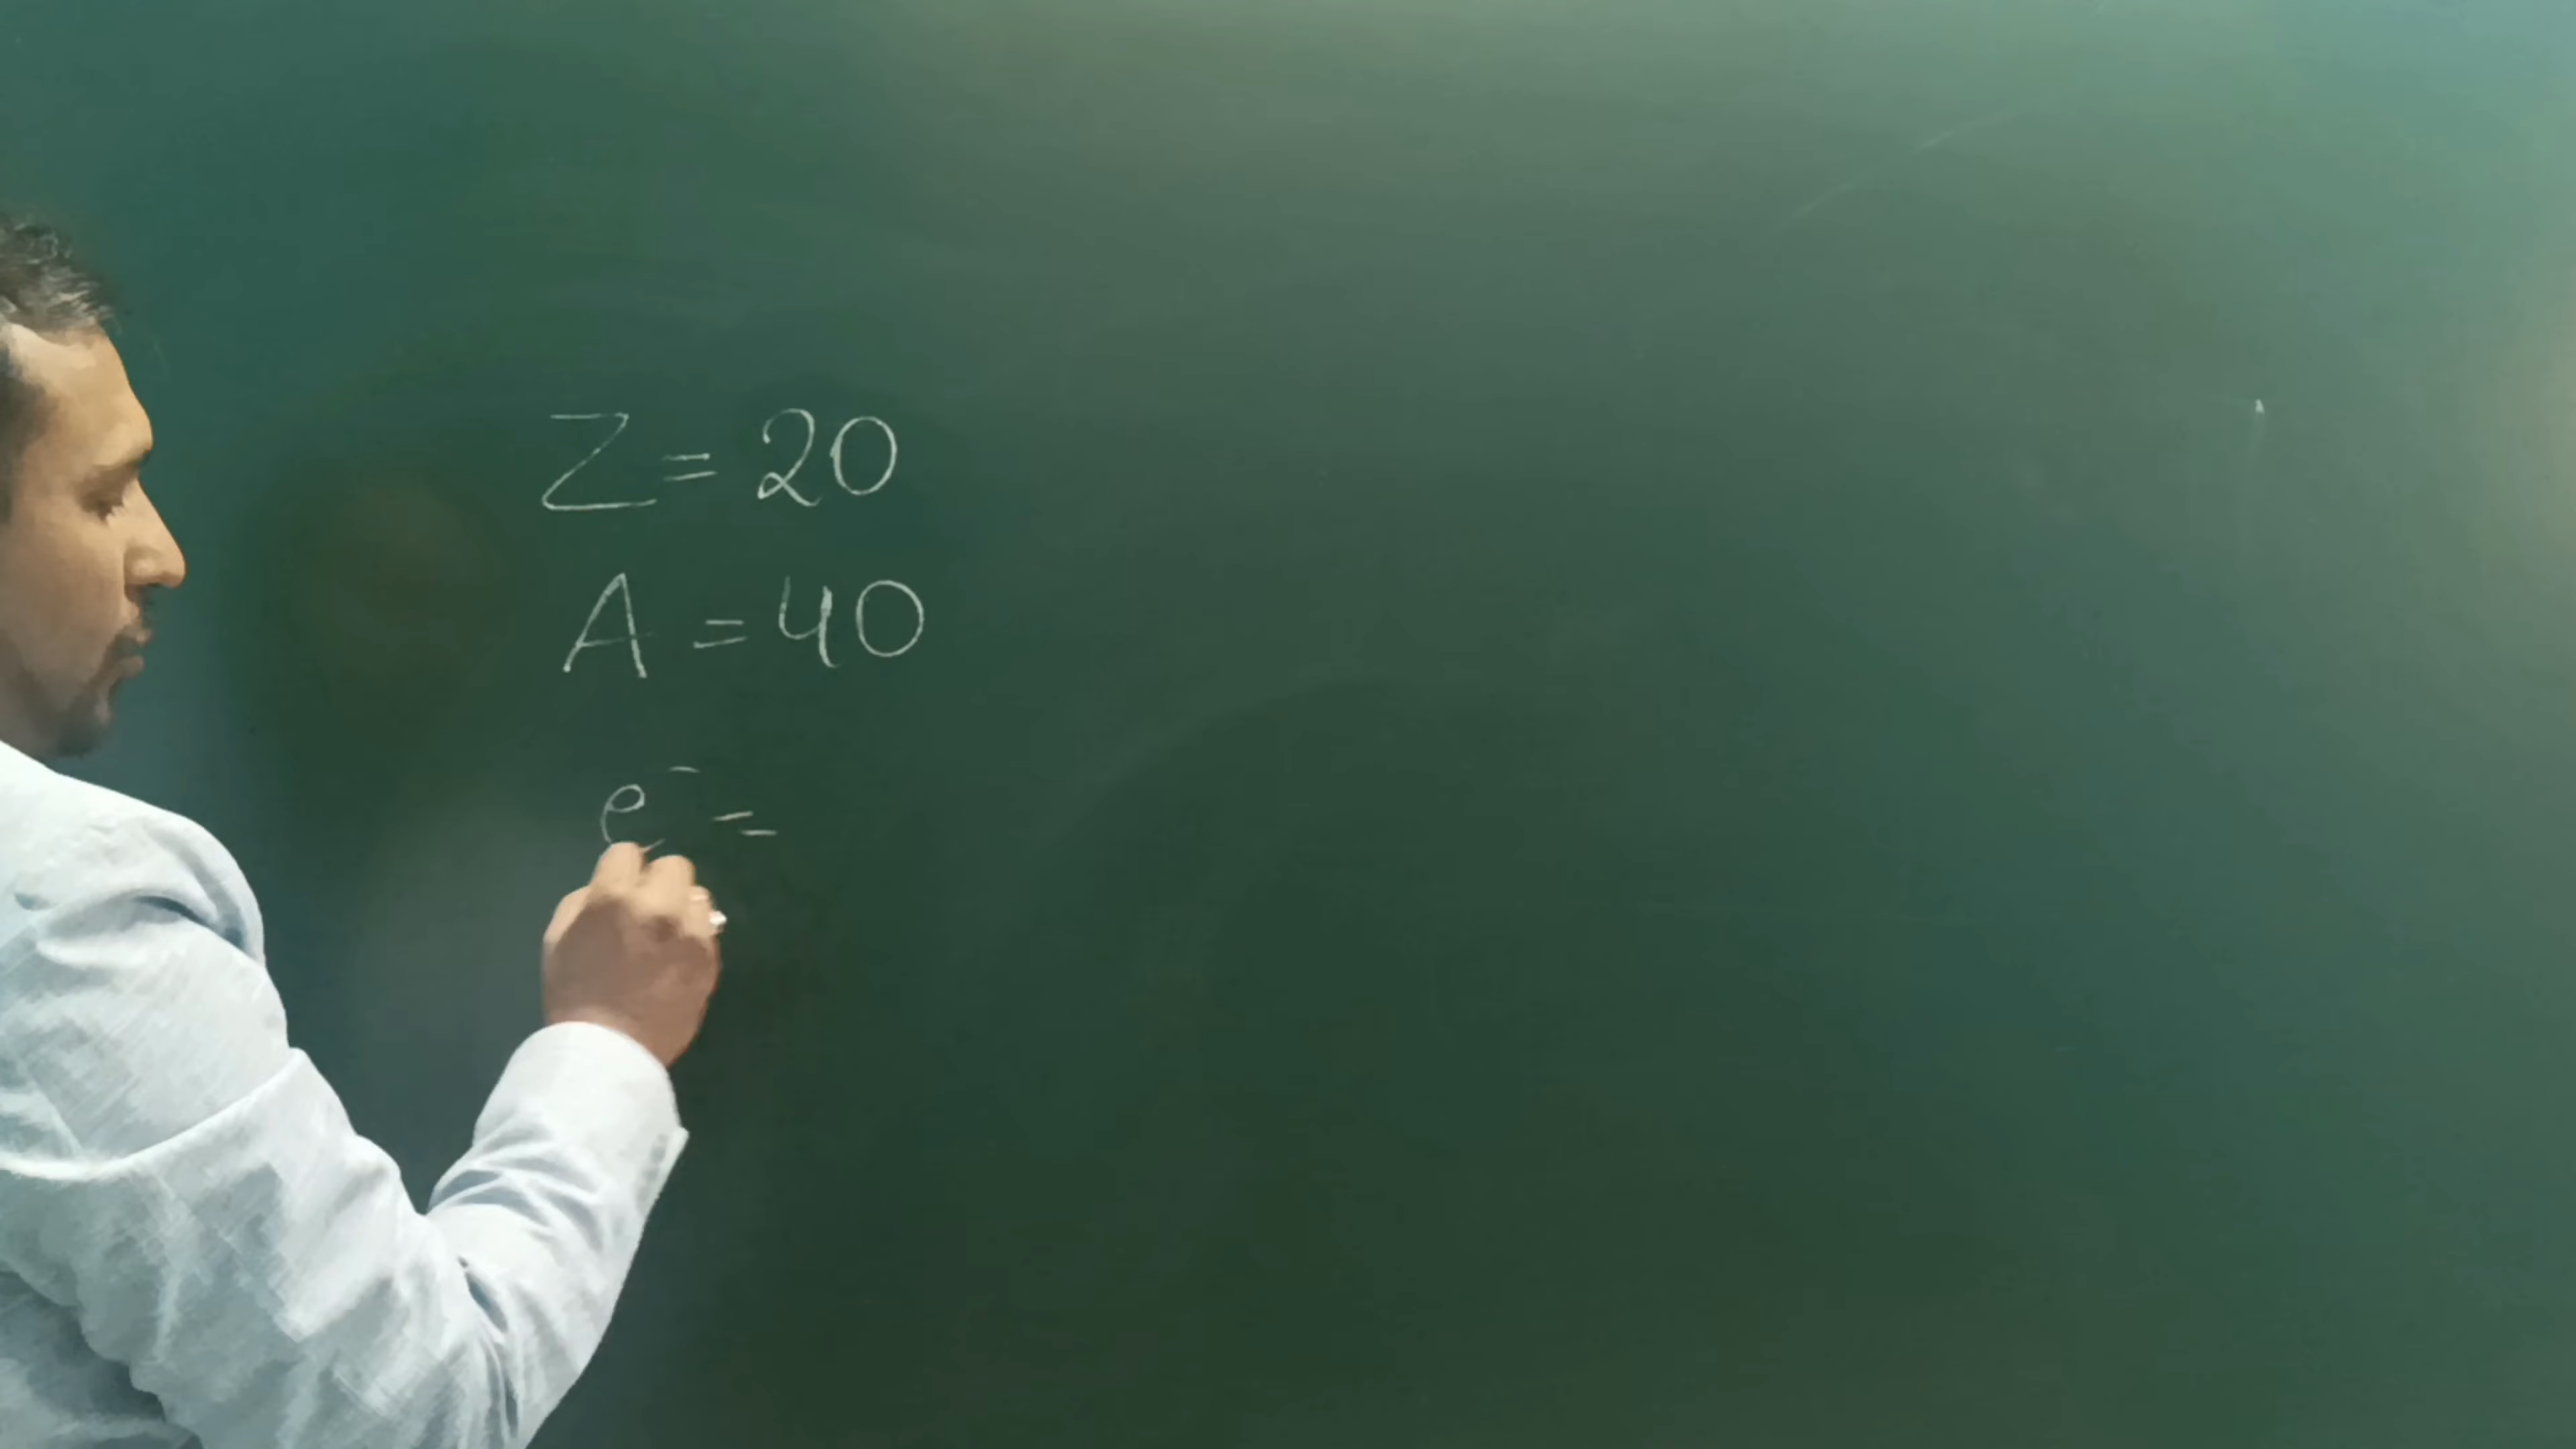 Z = 20
A = 40
e⁻ =